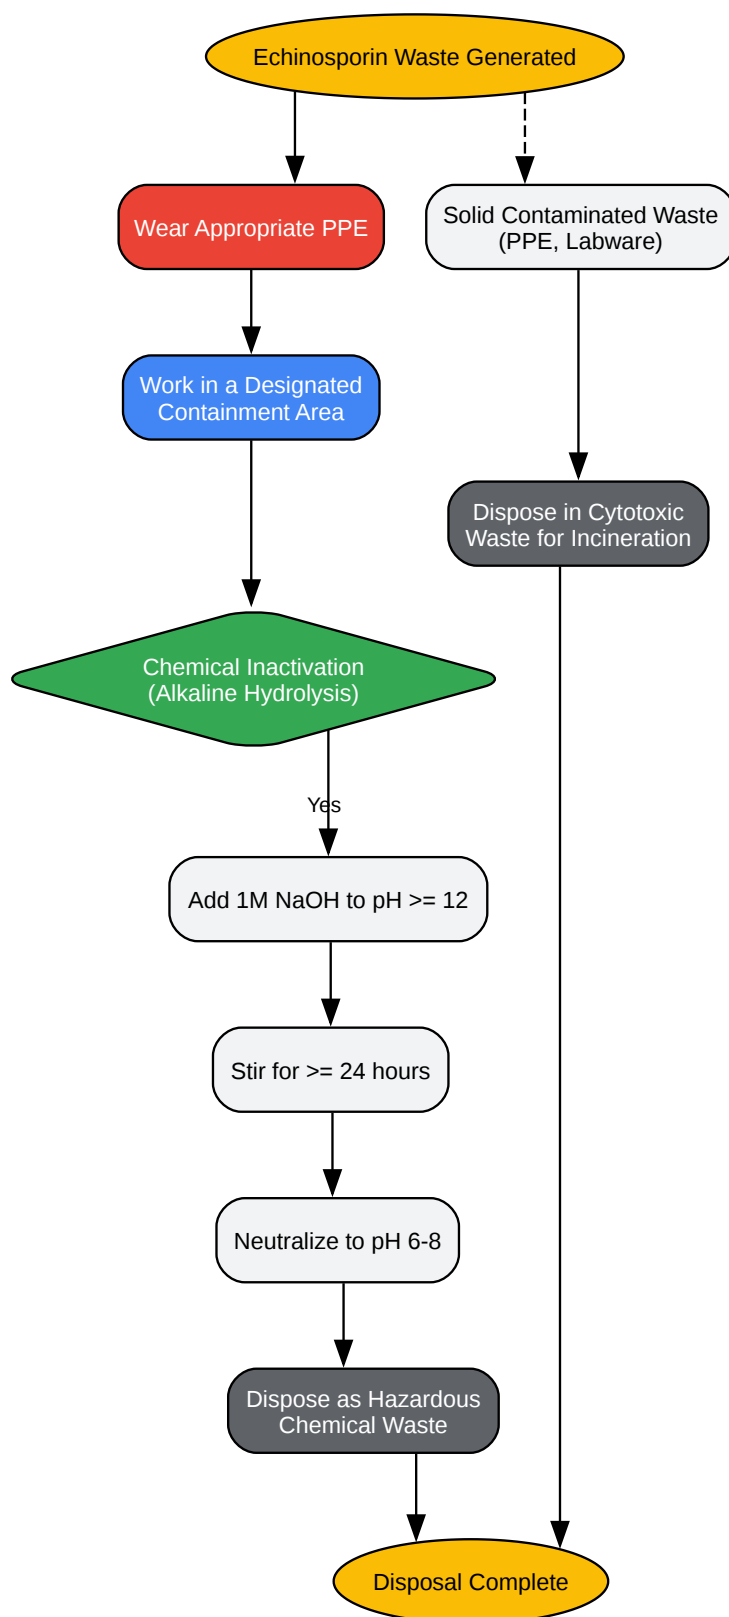 Echinosporin Waste Generated
Wear Appropriate PPE
Solid Contaminated Waste
(PPE, Labware)
Work in a Designated
Containment Area
Dispose in Cytotoxic
Waste for Incineration
Chemical Inactivation
(Alkaline Hydrolysis)
Yes
Add 1M NaOH to pH >= 12
Stir for >= 24 hours
Neutralize to pH 6-8
Dispose as Hazardous
Chemical Waste
Disposal Complete